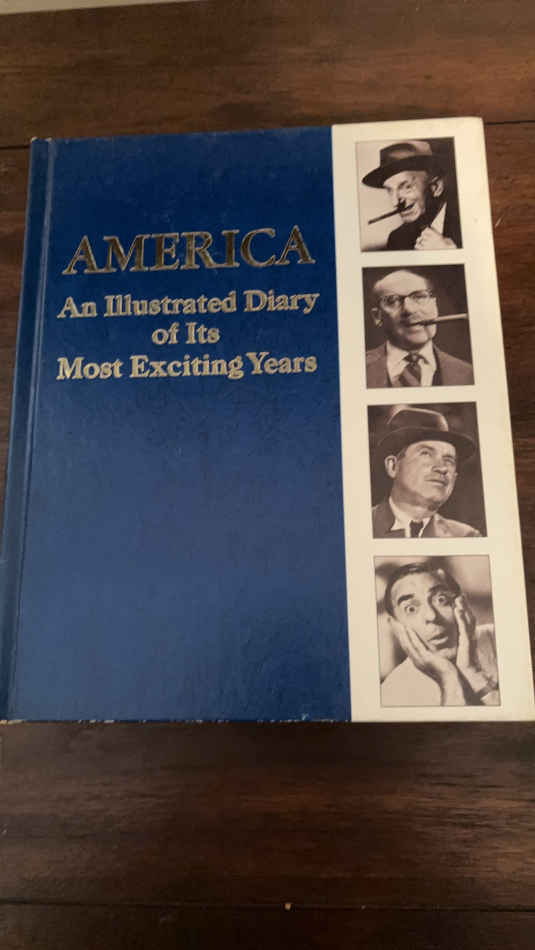 AMERICA
An Illustrated Diary
of Its
Most Exciting Years